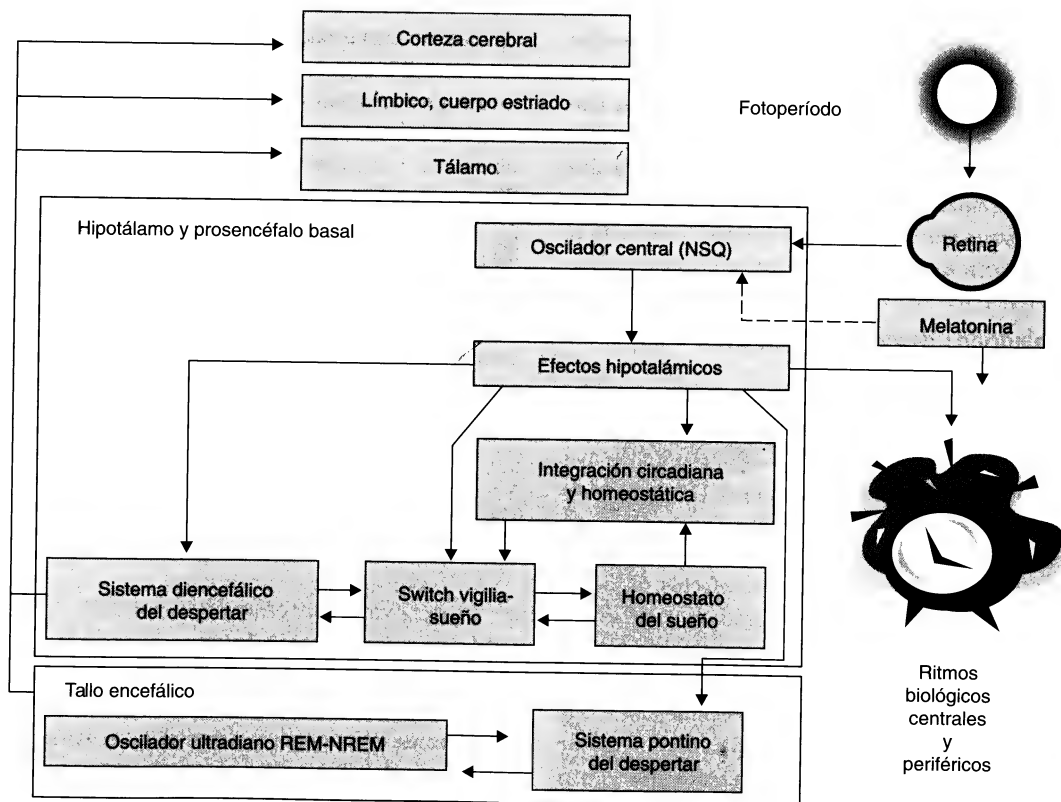 Corteza cerebral
Límbico, cuerpo estriado
Tálamo
Fotoperíodo
Hipotálamo y prosencéfalo basal
Oscilador central (NSQ)
Retina
Melatonina
Efectos hipotalámicos
Integración circadiana
y homeostática
Sistema diencefálico
del despertar
Switch vigilia-
sueño
Homeostato
del sueño
Ritmos
biológicos
centrales
y
periféricos
Tallo encefálico
Oscilador ultradiano REM-NREM
Sistema pontino
del despertar